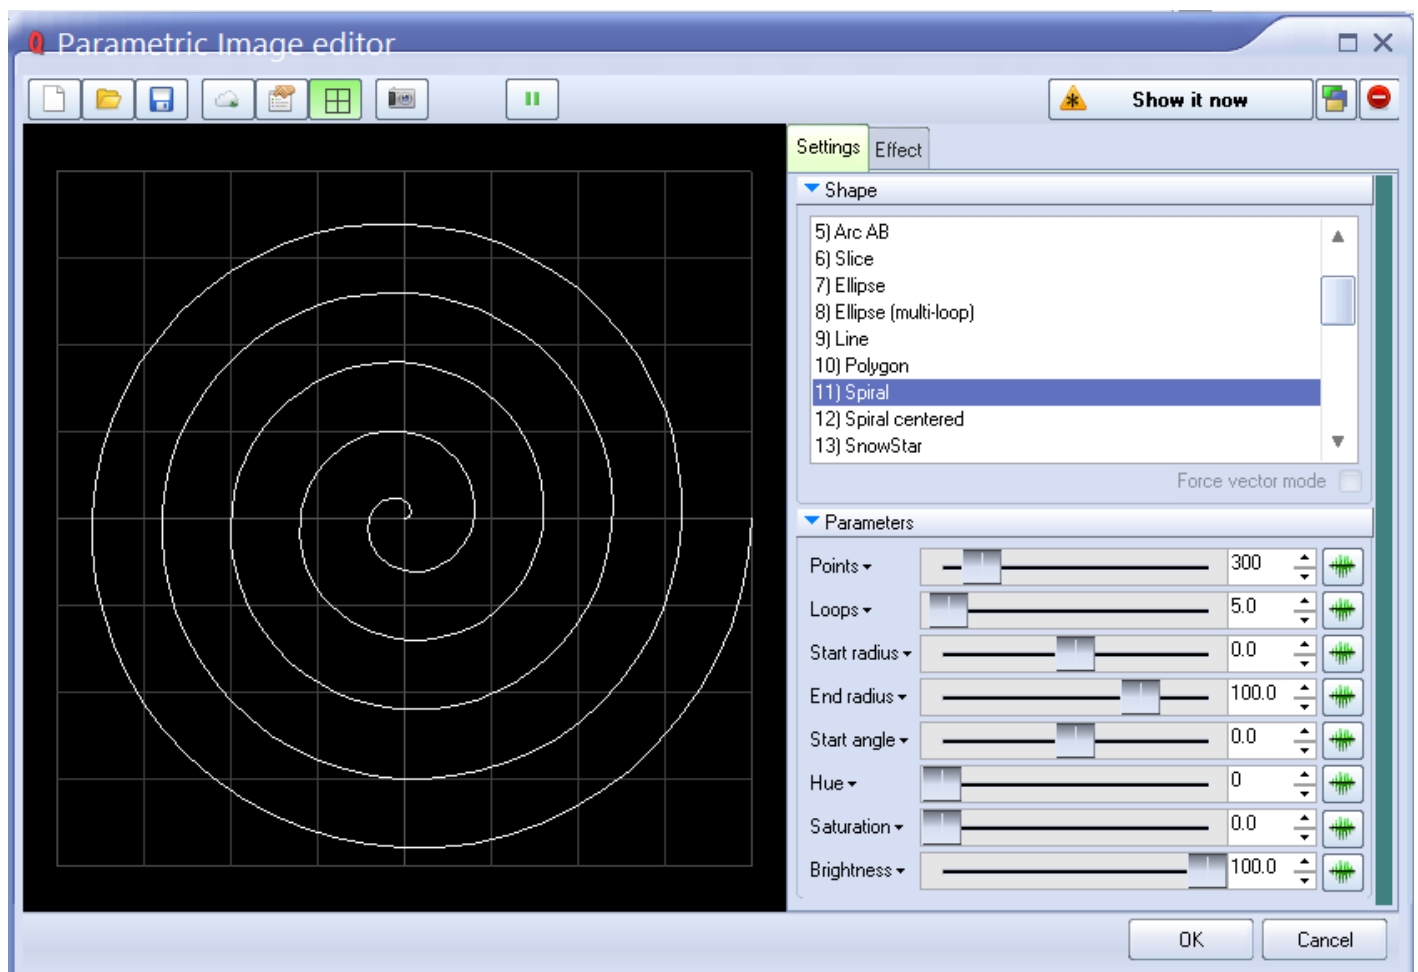 Parametric Image editor
Show it now
Settings Effect
Shape
5) Arc AB
6) Slice
7) Ellipse
8) Ellipse (multi-loop)
9) Line
10) Polygon
11) Spiral
12) Spiral centered
13) SnowStar
Force vector mode
Parameters
Points 300
Loops 5.0
Start radius 0.0
End radius 100.0
Start angle 0.0
Hue 0
Saturation 0.0
Brightness 100.0
OK Cancel